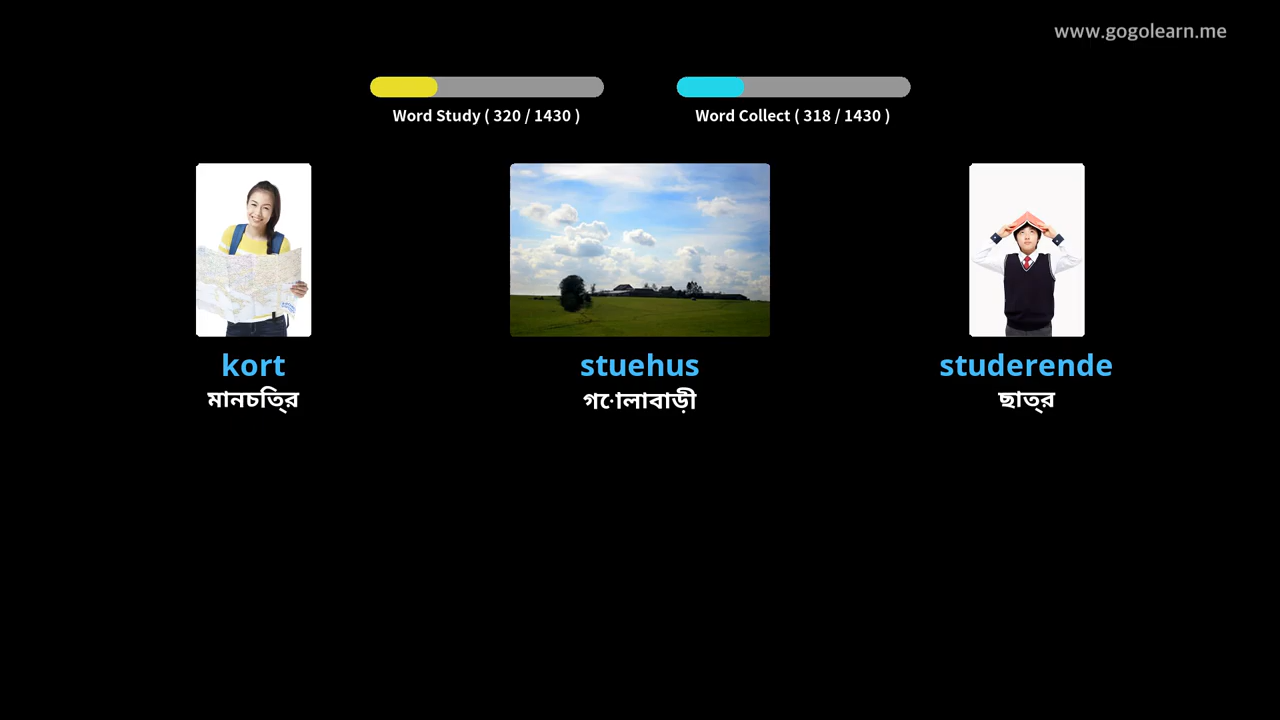 www.gogolearn.me
Word Study ( 320 / 1430 )
Word Collect ( 318 / 1430 )
kort
মানচিত্র
stuehus
গোলাবাড়ী
studerende
ছাত্র